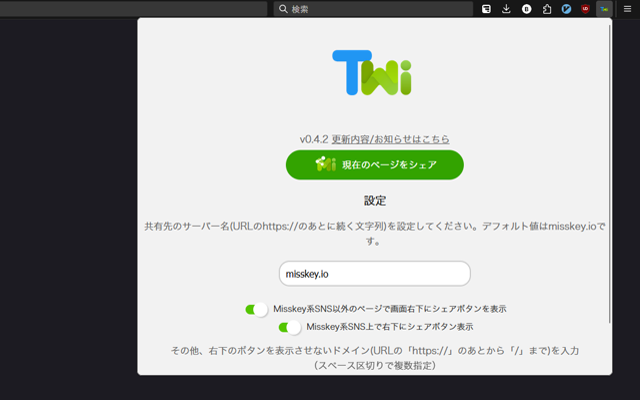 検索
TWi
v0.4.2 更新内容/お知らせはこちら
現在のページをシェア
設定
共有先のサーバー名(URLのhttps://のあとに続く文字列)を設定してください。デフォルト値はmisskey.ioで
す。
misskey.io
Misskey系SNS以外のページで画面右下にシェアボタンを表示
Misskey系SNS上で右下にシェアボタン表示
その他、右下のボタンを表示させないドメイン(URLの「https://」のあとから「/」まで)を入力
（スペース区切りで複数指定）